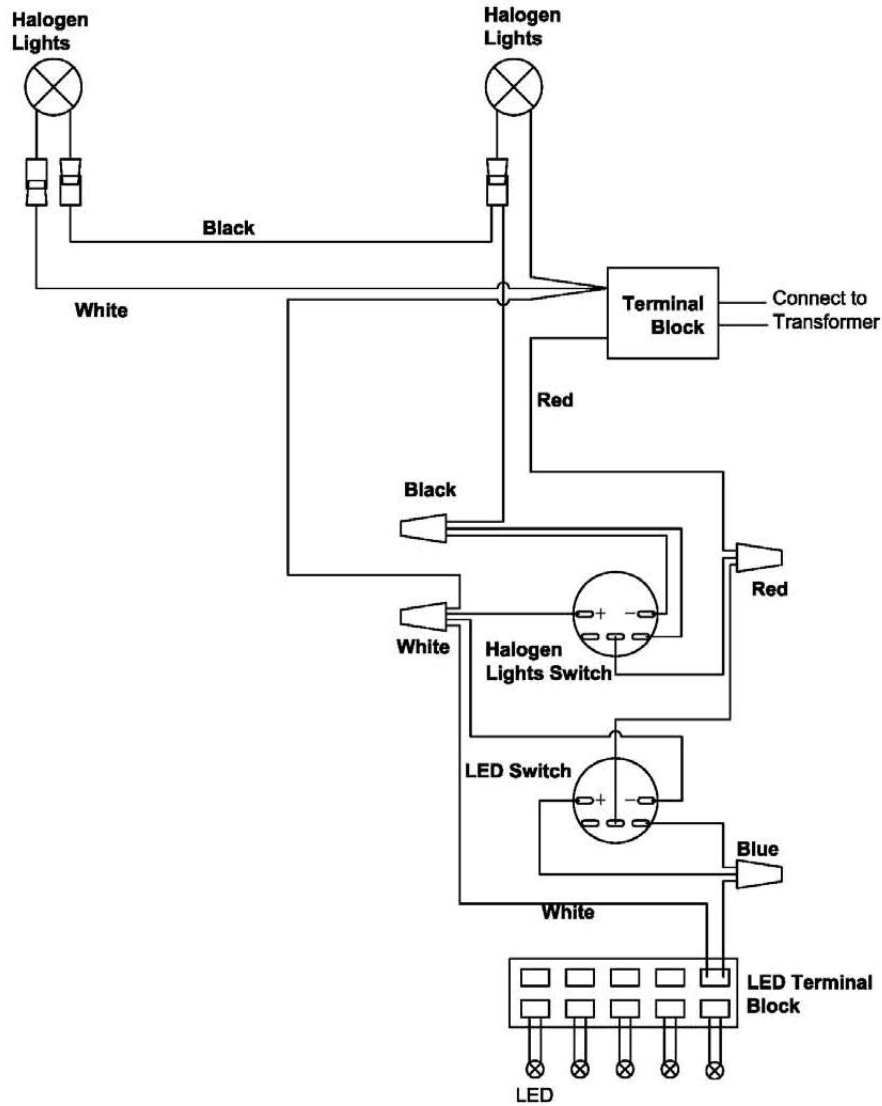 Halogen
Lights
Halogen
Lights
Black
White
Terminal
Block
Connect to
Transformer
Red
Black
Red
White
+ −
Halogen
Lights Switch
LED Switch
+ −
Blue
White
LED Terminal
Block
LED